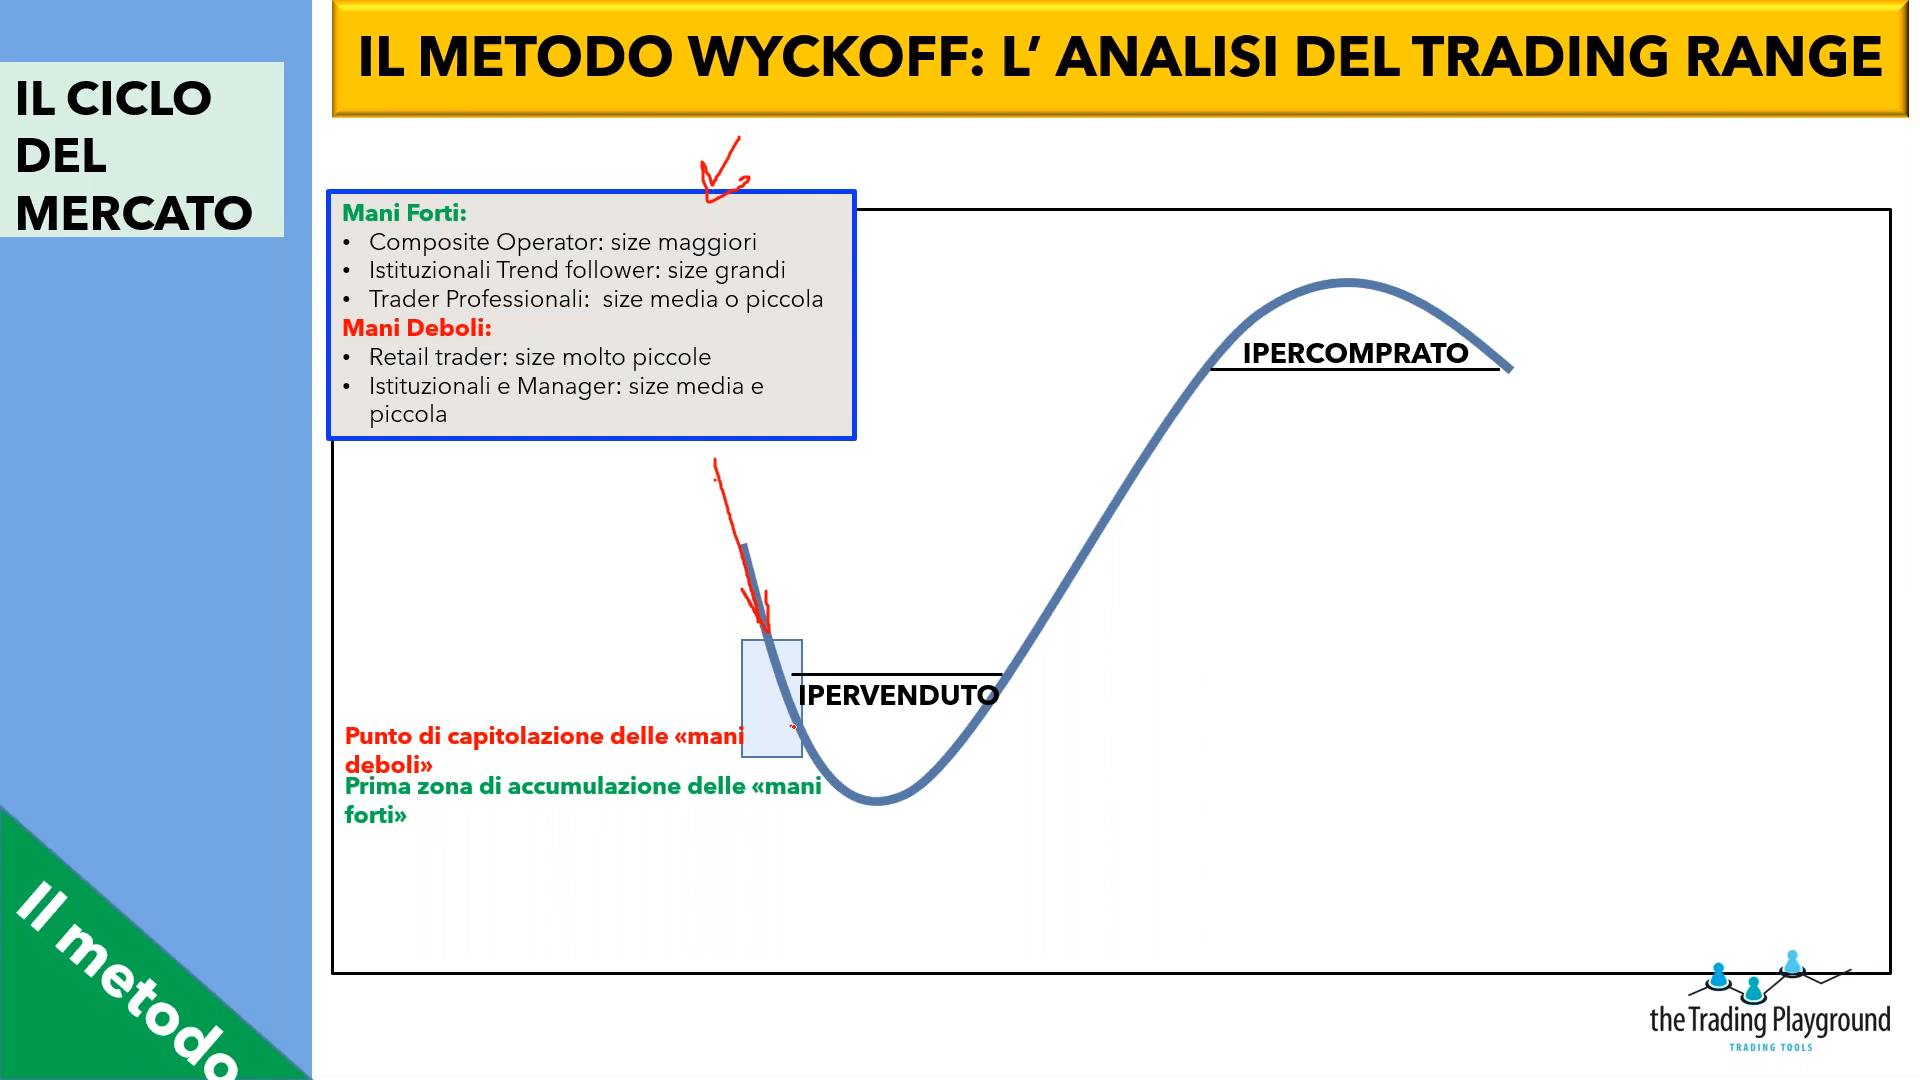 IL METODO WYCKOFF: L’ ANALISI DEL TRADING RANGE
IL CICLO
DEL
MERCATO
Mani Forti:
• Composite Operator: size maggiori
• Istituzionali Trend follower: size grandi
• Trader Professionali:  size media o piccola
Mani Deboli:
• Retail trader: size molto piccole
• Istituzionali e Manager: size media e
piccola
IPERCOMPRATO
IPERVENDUTO
Punto di capitolazione delle «mani
deboli»
Prima zona di accumulazione delle «mani
forti»
Il metodo
the Trading Playground
TRADING TOOLS